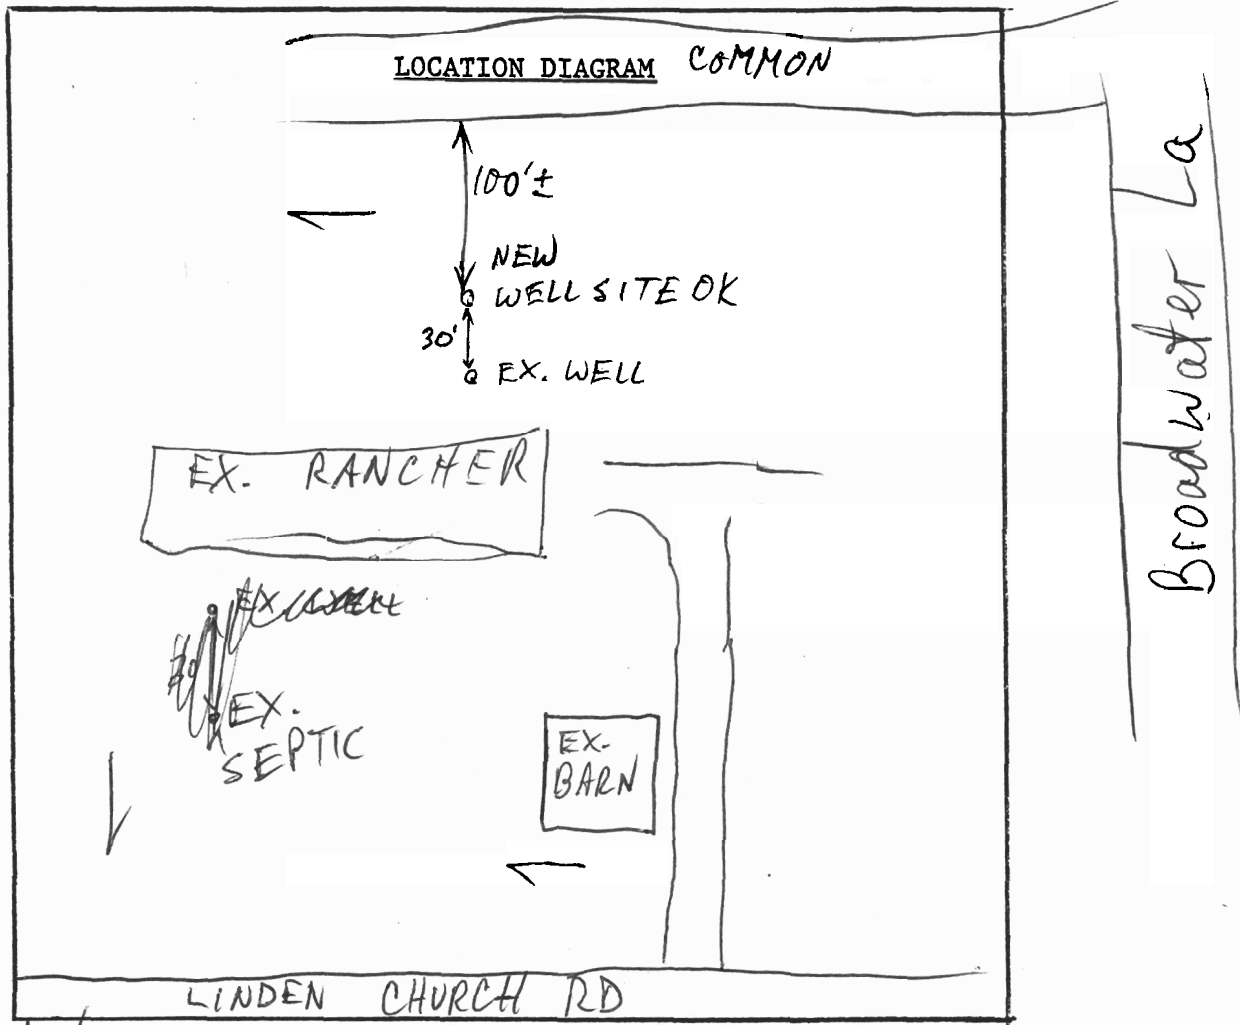 LOCATION DIAGRAM COMMON
100'±
NEW
WELL SITE OK
30'
EX. WELL
EX. RANCHER
EX.
EX.
SEPTIC
EX.
BARN
LINDEN CHURCH RD
Broadwater La